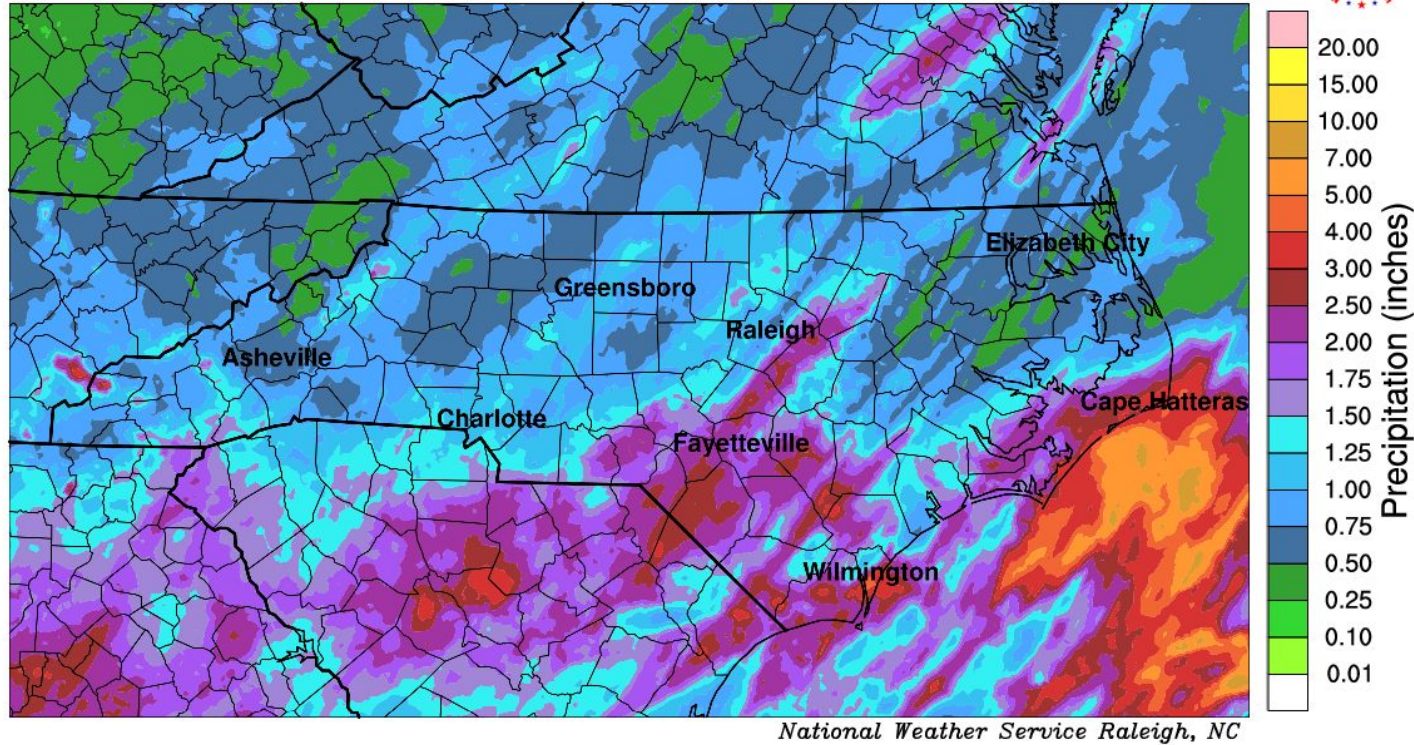 20.00
15.00
10.00
7.00
5.00
4.00
3.00
2.50
2.00
1.75
1.50
1.25
1.00
0.75
0.50
0.25
0.10
0.01
Precipitation (inches)
Elizabeth City
Greensboro
Raleigh
Asheville
Cape Hatteras
Charlotte
Fayetteville
Wilmington
National Weather Service Raleigh, NC